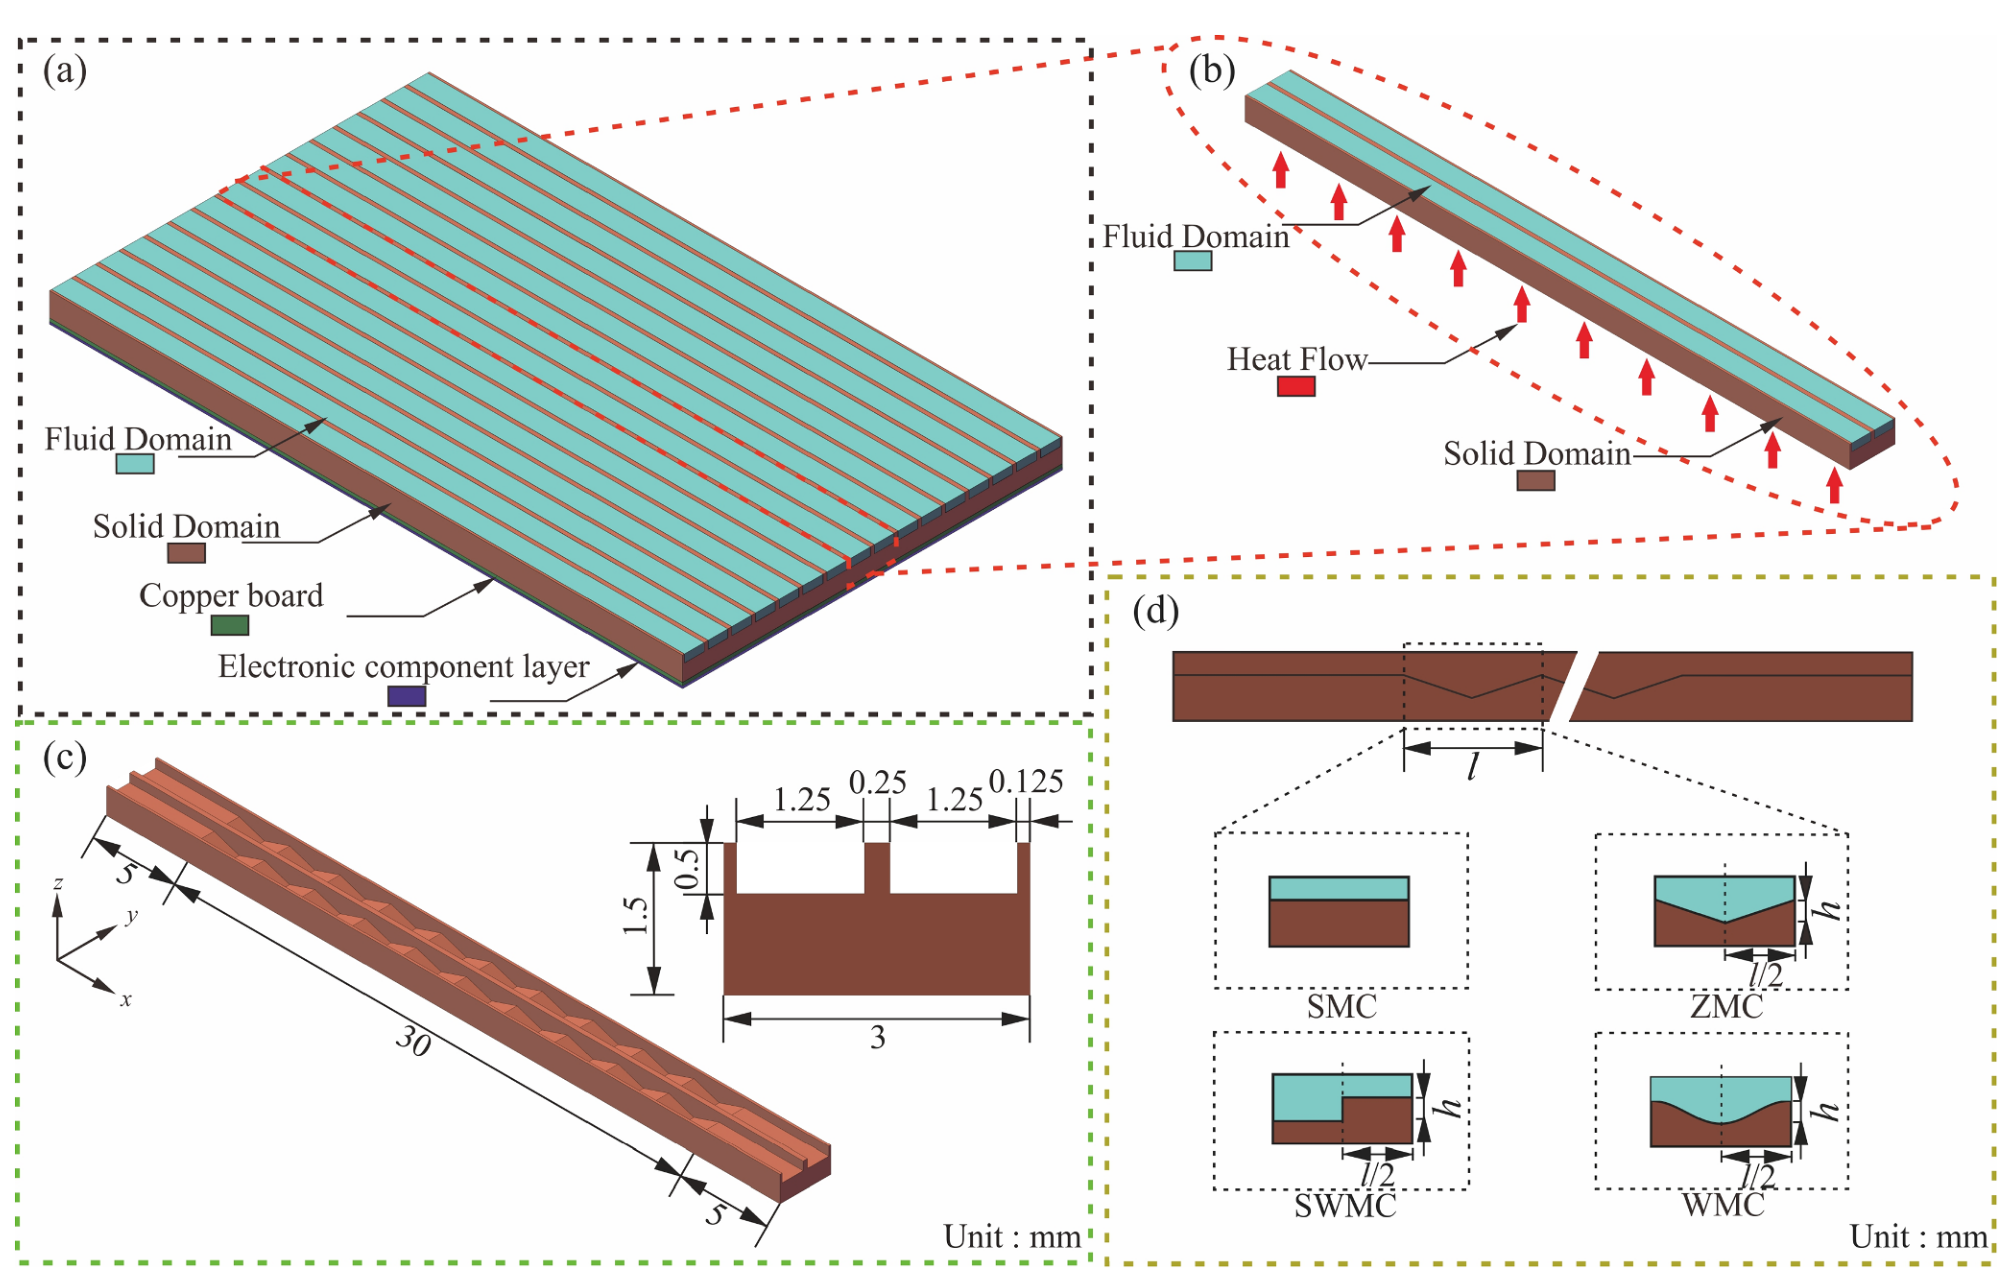 (a)
Fluid Domain
Solid Domain
Copper board
Electronic component layer
(b)
Fluid Domain
Heat Flow
Solid Domain
(c)
5
30
5
z
y
x
0.25
0.125
1.25
1.25
0.5
1.5
3
Unit : mm
(d)
l
SMC
h
l/2
ZMC
h
l/2
SWMC
h
l/2
WMC
Unit : mm